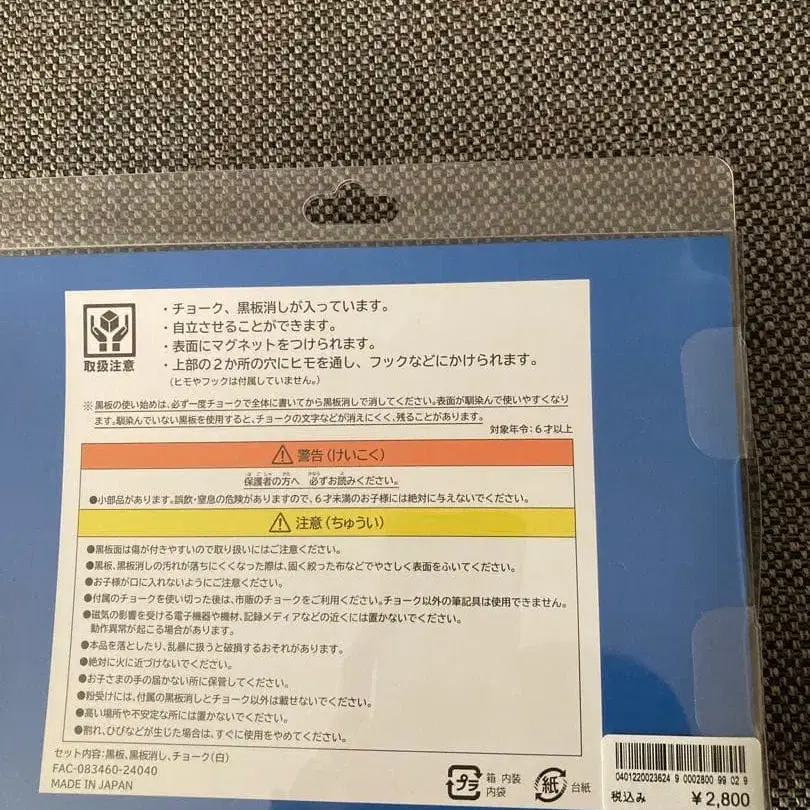 取扱注意
・チョーク、黒板消しが入っています。
・自立させることができます。
・表面にマグネットをつけられます。
・上部の2か所の穴にヒモを通し、フックなどにかけられます。
（ヒモやフックは付属していません。）
※ 黒板の使い始めは、必ず一度チョークで全体に書いてから黒板消しで消してください。表面が馴染んで使いやすくなり
ます。馴染んでいない黒板を使用すると、チョークの文字などが消えにくく、残ることがあります。
対象年令：6才以上
警告（けいこく）
ほごしゃ かた かなら よ
保護者の方へ 必ずお読みください。
●小部品があります。誤飲・窒息の危険がありますので、6才未満のお子様には絶対に与えないでください。
注意（ちゅうい）
●黒板面は傷が付きやすいので取り扱いにはご注意ください。
●黒板、黒板消しの汚れが落ちにくくなった際は、固く絞った布などでやさしく表面をふいてください。
●お子様が口に入れないようにご注意ください。
●付属のチョークを使い切った後は、市販のチョークをご利用ください。チョーク以外の筆記具は使用できません。
●磁気の影響を受ける電子機器や機材、記録メディアなどの近くには置かないでください。
動作異常が起こる場合があります。
●本品を落としたり、乱暴に扱うと破損するおそれがあります。
●絶対に火に近づけないでください。
●お子さまの手の届かない所に保管してください。
●粉受けには、付属の黒板消しとチョーク以外は載せないでください。
●高い場所や不安定な所には置かないでください。
●割れ、ひびなどが生じた場合は、すぐに使用をやめてください。
セット内容：黒板、黒板消し、チョーク（白）
FAC-083460-24040
MADE IN JAPAN
プラ 箱 内装
内袋
紙 台紙
0401220023624 9 0002800 99 02 9
税込み ¥2,800